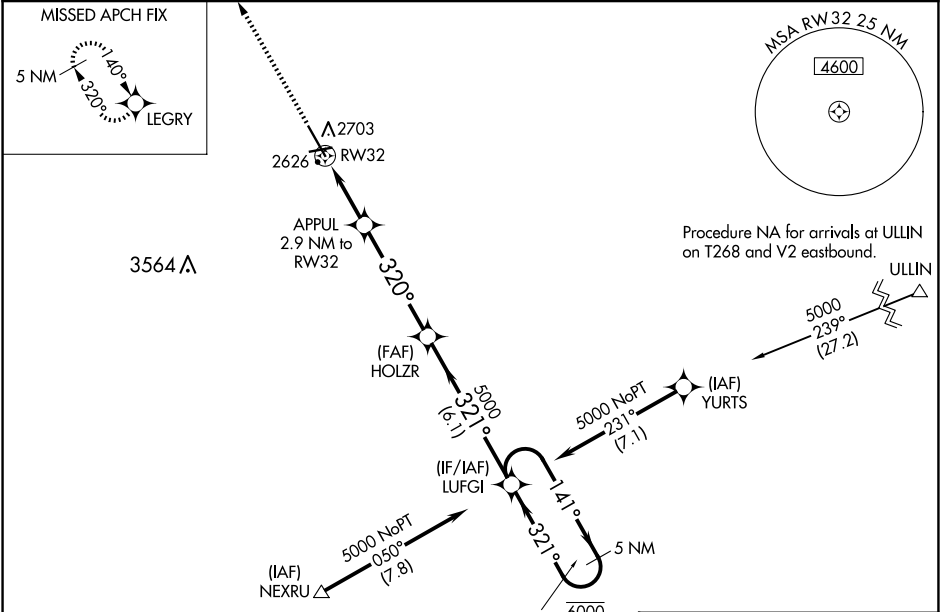 MISSED APCH FIX
5 NM
140°
320°
LEGRY
2703
2626
RW32
MSA RW32 25 NM
4600
APPUL
2.9 NM to
RW32
3564
320°
Procedure NA for arrivals at ULLIN
on T268 and V2 eastbound.
ULLIN
5000
239°
(27.2)
(FAF)
HOLZR
5000
321°
(6.1)
(IAF)
YURTS
5000 NoPT
231°
(7.1)
(IF/IAF)
LUFGI
141°
321°
5 NM
5000 NoPT
050°
(7.8)
(IAF)
NEXRU
6000